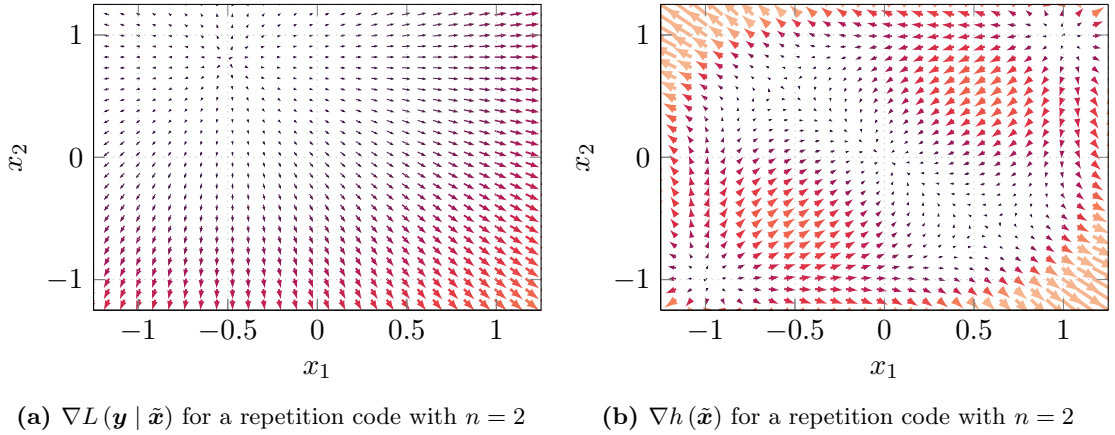 1
0
−1
x₂
−1
−0.5
0
0.5
1
x₁
(a) ∇L (y | x̃) for a repetition code with n = 2
1
0
−1
x₂
−1
−0.5
0
0.5
1
x₁
(b) ∇h (x̃) for a repetition code with n = 2